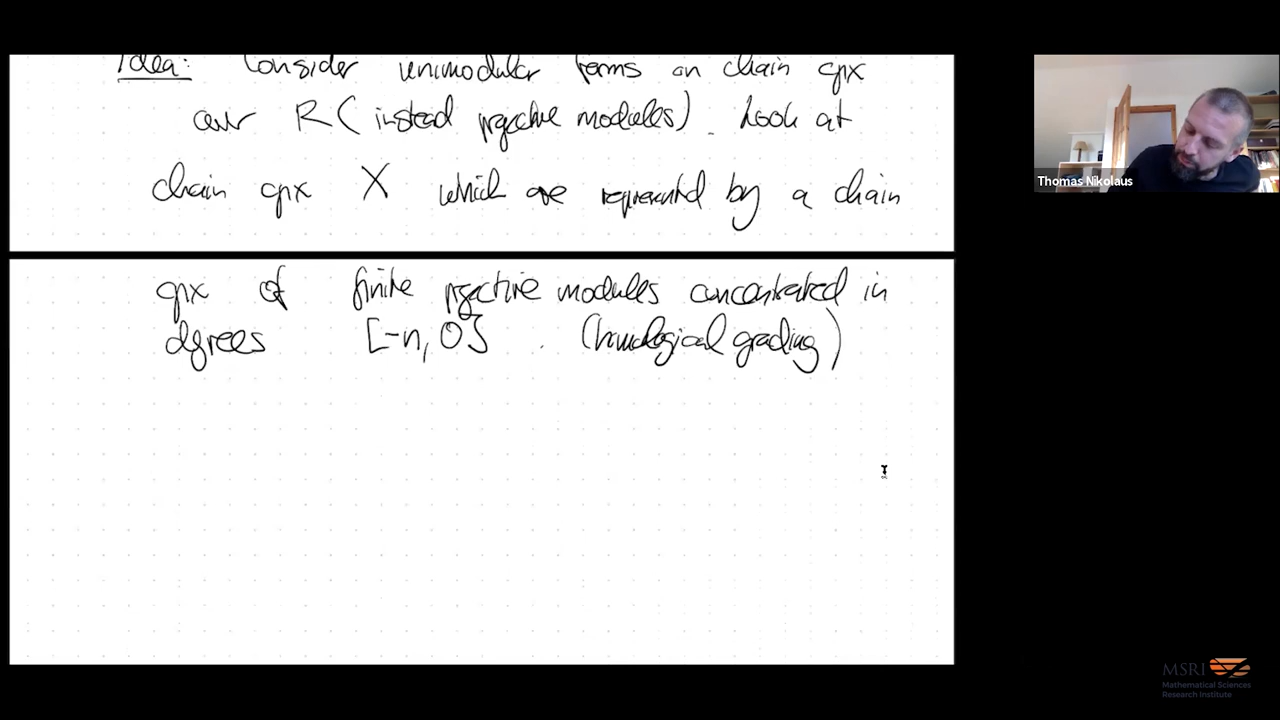 Idea: Consider unimodular forms on chain cpx
over R (instead projective modules). Look at
chain cpx X which are represented by a chain
cpx of finite projective modules concentrated in
degrees [-n, 0] . (homological grading)
Thomas Nikolaus
MSRI
Mathematical Sciences
Research Institute